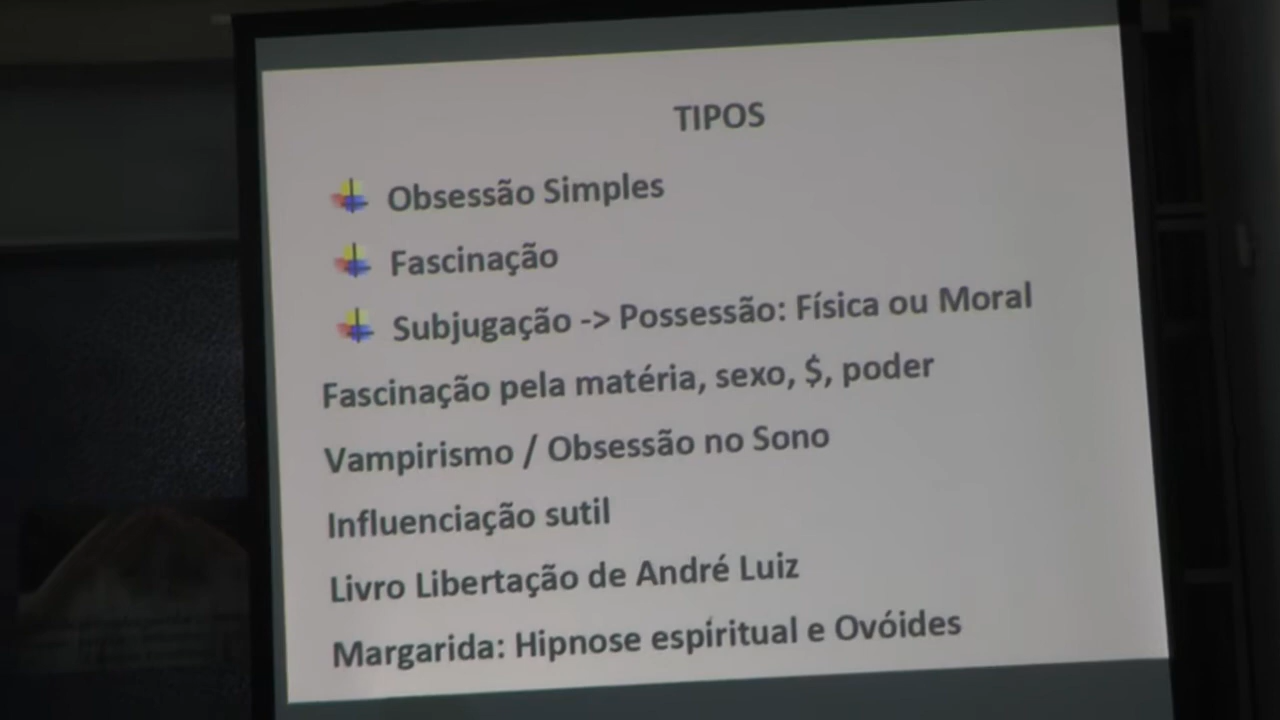 TIPOS
Obsessão Simples
Fascinação
Subjugação -> Possessão: Física ou Moral
Fascinação pela matéria, sexo, $, poder
Vampirismo / Obsessão no Sono
Influenciação sutil
Livro Libertação de André Luiz
Margarida: Hipnose espiritual e Ovóides